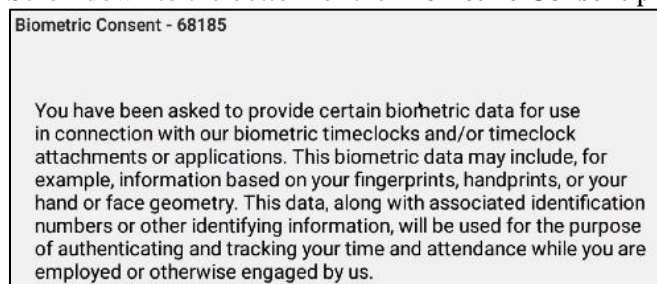 Biometric Consent - 68185
You have been asked to provide certain biometric data for use
in connection with our biometric timeclocks and/or timeclock
attachments or applications. This biometric data may include, for
example, information based on your fingerprints, handprints, or your
hand or face geometry. This data, along with associated identification
numbers or other identifying information, will be used for the purpose
of authenticating and tracking your time and attendance while you are
employed or otherwise engaged by us.